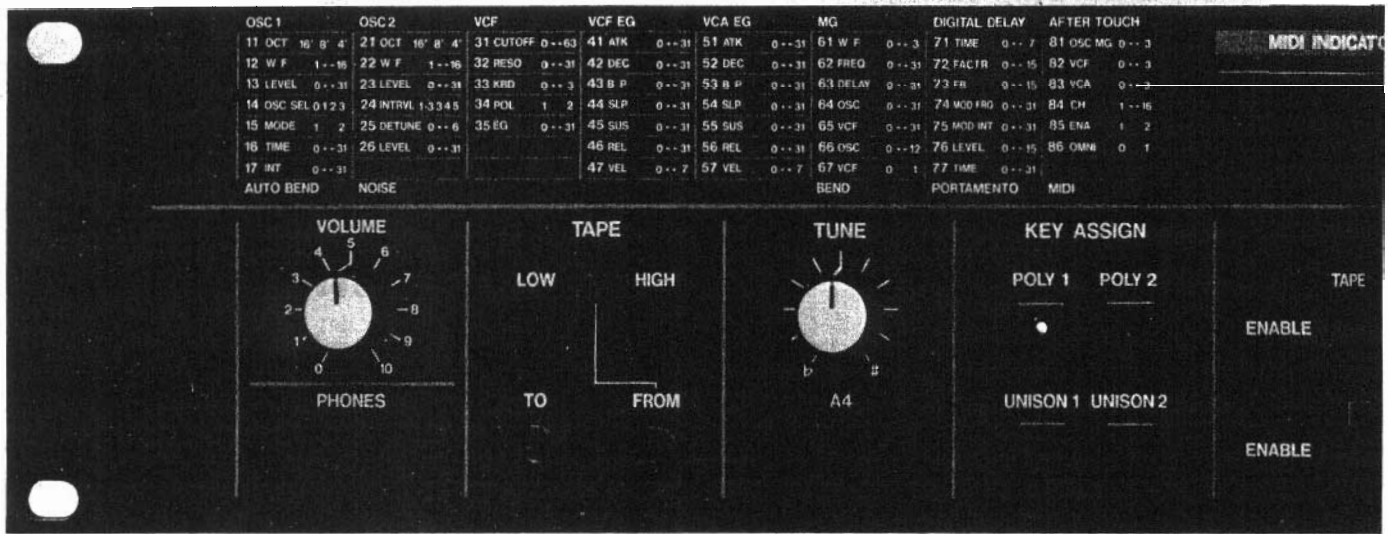 OSC 1 OSC 2 VCF VCF EG VCA EG MG DIGITAL DELAY AFTER TOUCH
11 OCT 16' 8' 4' 21 OCT 16' 8' 4' 31 CUTOFF 0••63 41 ATK 0••31 51 ATK 0••31 61 W F 0••3 71 TIME 0••7 81 OSC MG 0••3
MIDI INDICATO
12 W F 1••16 22 W F 1••16 32 RESO 0••31 42 DEC 0••31 52 DEC 0••31 62 FREQ 0••31 72 FACTR 0••15 82 VCF 0••3
13 LEVEL 0••31 23 LEVEL 0••31 33 KBD 0••3 43 B P 0••31 53 B P 0••31 63 DELAY 0••31 73 FB 0••15 83 VCA 0••3
14 OSC SEL 0 1 2 3 24 INTRVL 1•3 3 4 5 34 POL 1 2 44 SLP 0••31 54 SLP 0••31 64 OSC 0••31 74 MOD FRQ 0••31 84 CH 1••16
15 MODE 1 2 25 DETUNE 0••6 35 EG 0••31 45 SUS 0••31 55 SUS 0••31 65 VCF 0••31 75 MOD INT 0••31 85 ENA 1 2
16 TIME 0••31 26 LEVEL 0••31 46 REL 0••31 56 REL 0••31 66 OSC 0••12 76 LEVEL 0••15 86 OMNI 0 1
17 INT 0••31 47 VEL 0••7 57 VEL 0••7 67 VCF 0 1 77 TIME 0••31
AUTO BEND NOISE BEND PORTAMENTO MIDI
VOLUME TAPE TUNE KEY ASSIGN
0 1 2 3 4 5 6 7 8 9 10
LOW HIGH POLY 1 POLY 2 TAPE
ENABLE
♭ ♯
PHONES TO FROM A4 UNISON 1 UNISON 2
ENABLE